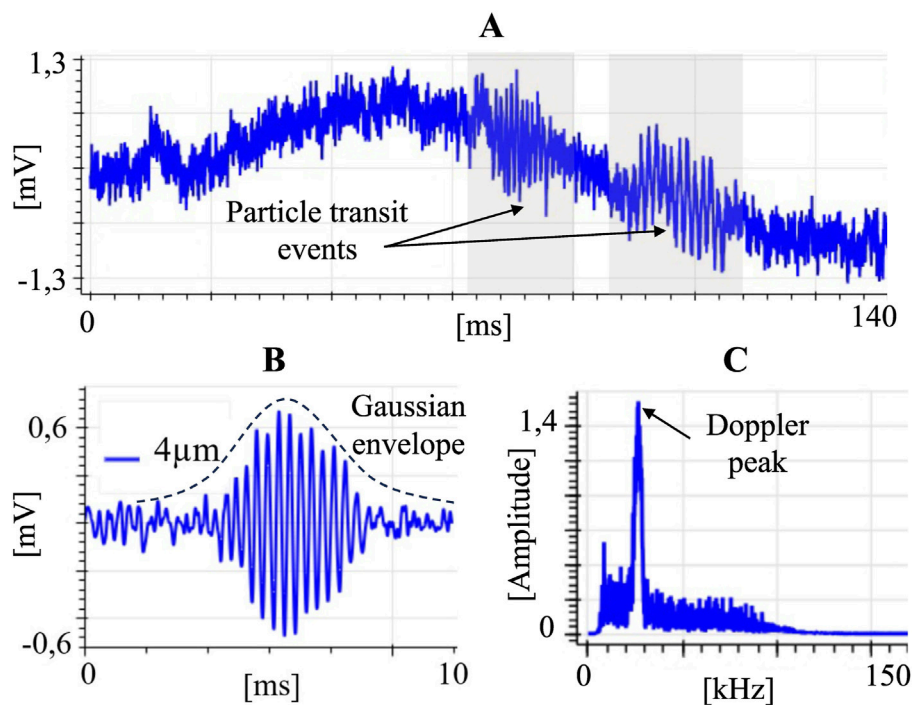 A
1,3
[mV]
-1,3
Particle transit
events
0
[ms]
140
B
0,6
[mV]
-0,6
4µm
Gaussian
envelope
0
[ms]
10
C
1,4
[Amplitude]
0
Doppler
peak
0
[kHz]
150